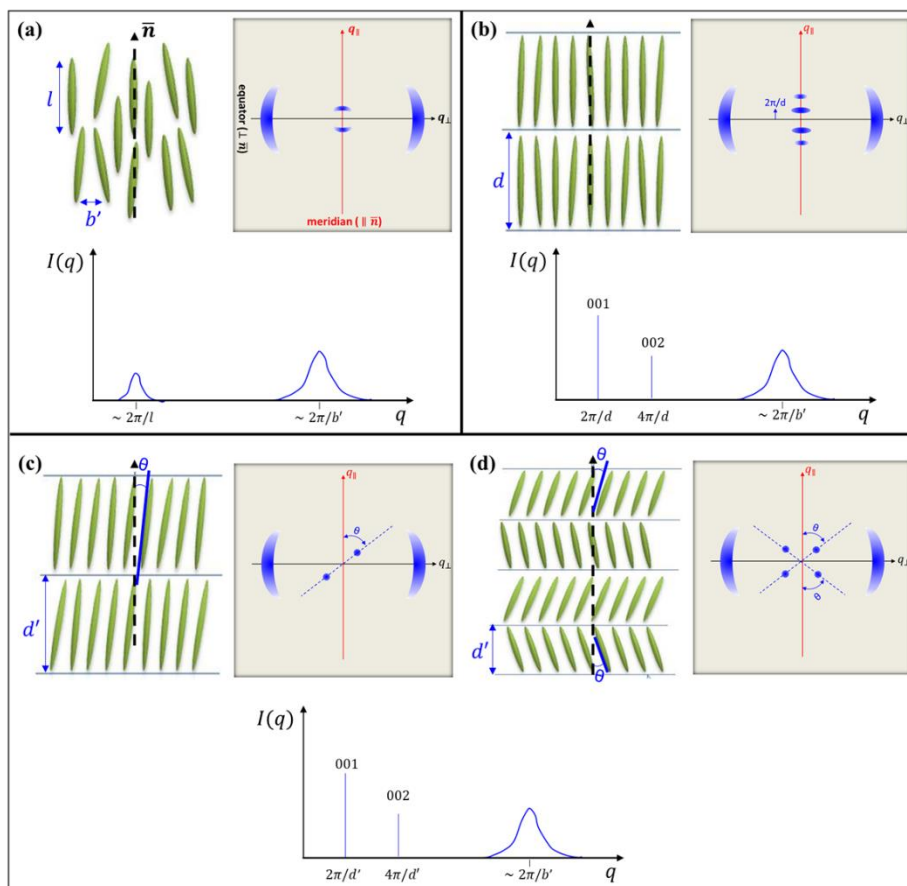 (a)
n̅
l
b′
q∥
equator (⊥ n̅)
q⊥
meridian (∥ n̅)
I(q)
~ 2π/l
~ 2π/b′
q
(b)
d
q∥
2π/d
q⊥
I(q)
001
002
2π/d
4π/d
~ 2π/b′
q
(c)
θ
d′
q∥
θ
q⊥
(d)
θ
d′
θ
q∥
θ
q⊥
θ
I(q)
001
002
2π/d′
4π/d′
~ 2π/b′
q